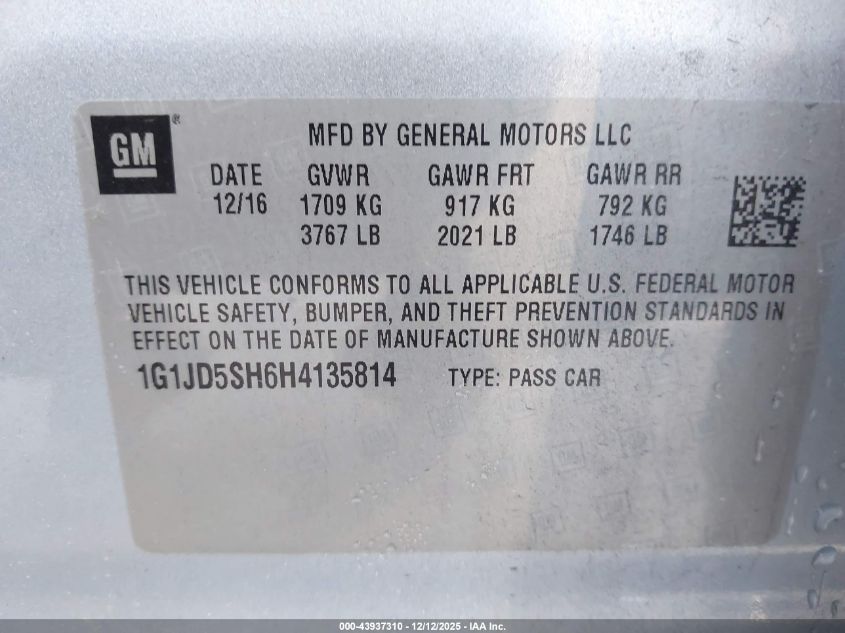 GM ®
MFD BY GENERAL MOTORS LLC
DATE GVWR GAWR FRT GAWR RR
12/16 1709 KG 917 KG 792 KG
3767 LB 2021 LB 1746 LB
THIS VEHICLE CONFORMS TO ALL APPLICABLE U.S. FEDERAL MOTOR
VEHICLE SAFETY, BUMPER, AND THEFT PREVENTION STANDARDS IN
EFFECT ON THE DATE OF MANUFACTURE SHOWN ABOVE.
1G1JD5SH6H4135814 TYPE: PASS CAR
000-43937310 - 12/12/2025 - IAA Inc.